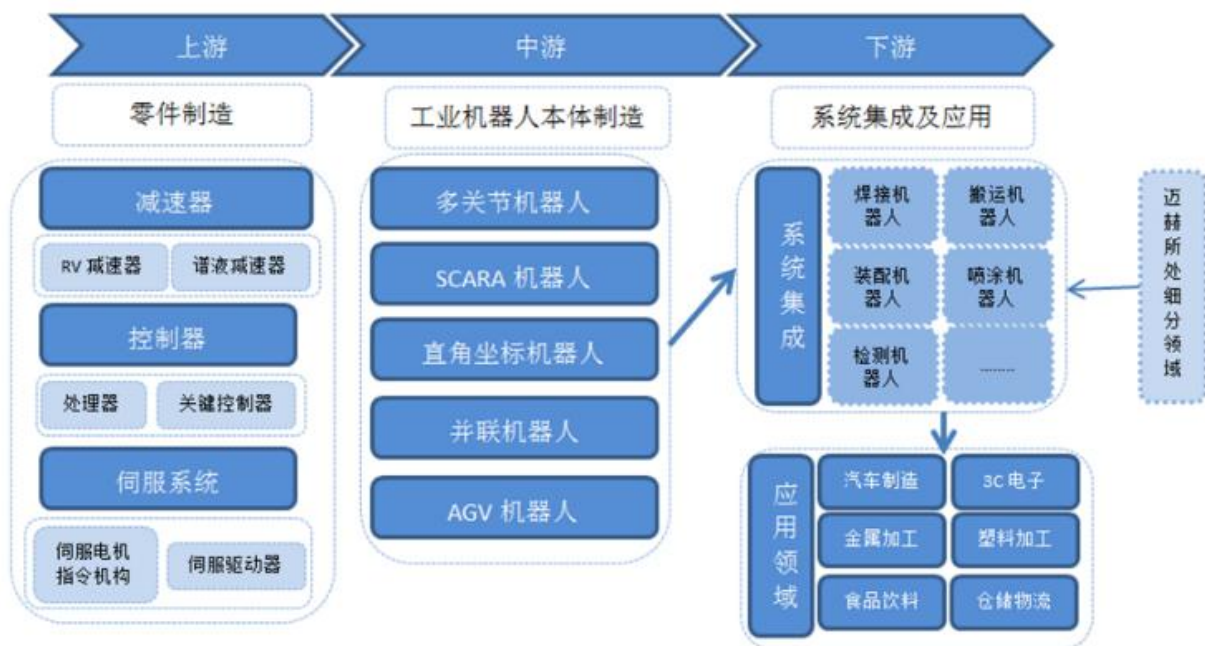 上游
中游
下游
零件制造
工业机器人本体制造
系统集成及应用
减速器
RV 减速器
谱液减速器
控制器
处理器
关键控制器
伺服系统
伺服电机
指令机构
伺服驱动器
多关节机器人
SCARA 机器人
直角坐标机器人
并联机器人
AGV 机器人
系统集成
焊接机
器人
搬运机
器人
装配机
器人
喷涂机
器人
检测机
器人
........
迈赫所处细分领域
应用领域
汽车制造
3C 电子
金属加工
塑料加工
食品饮料
仓储物流